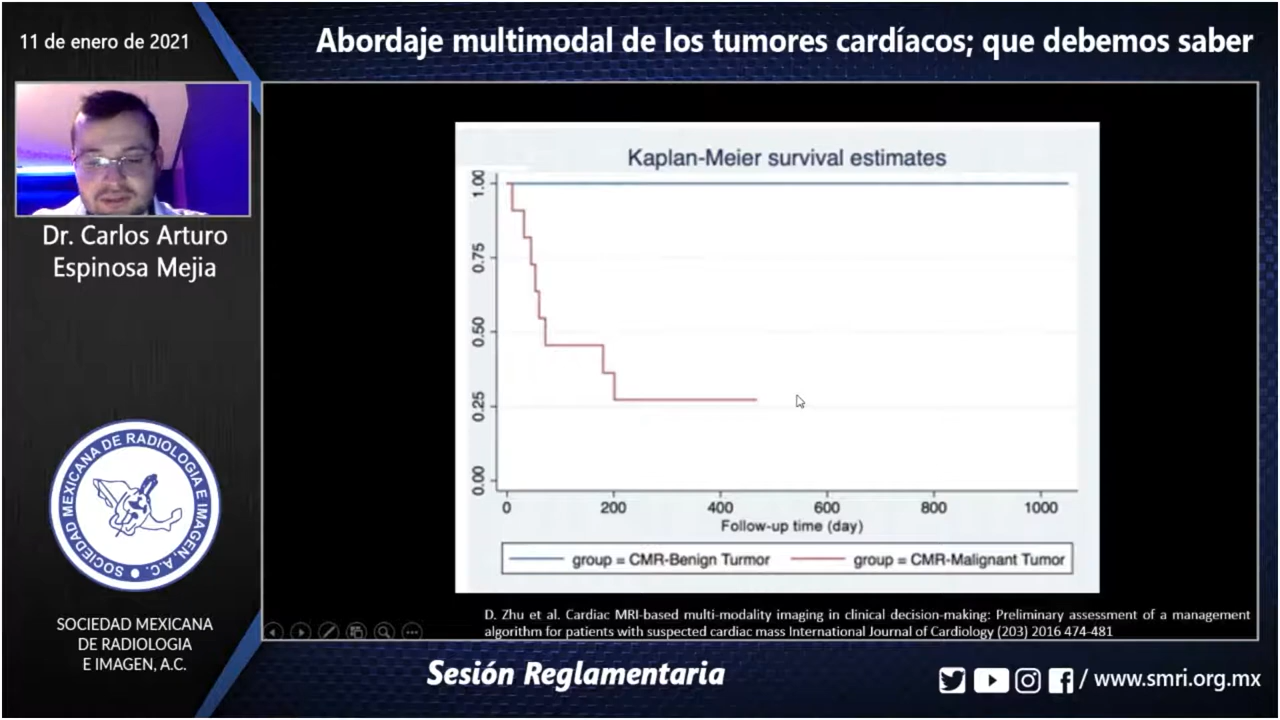 11 de enero de 2021
Abordaje multimodal de los tumores cardíacos; que debemos saber
Dr. Carlos Arturo
Espinosa Mejia
SOCIEDAD MEXICANA DE RADIOLOGIA E IMAGEN, A.C.
SOCIEDAD MEXICANA
DE RADIOLOGIA
E IMAGEN, A.C.
Kaplan-Meier survival estimates
1.00
0.75
0.50
0.25
0.00
0 200 400 600 800 1000
Follow-up time (day)
group = CMR-Benign Turmor group = CMR-Malignant Tumor
D. Zhu et al. Cardiac MRI-based multi-modality imaging in clinical decision-making: Preliminary assessment of a management
algorithm for patients with suspected cardiac mass International Journal of Cardiology (203) 2016 474-481
Sesión Reglamentaria
/ www.smri.org.mx